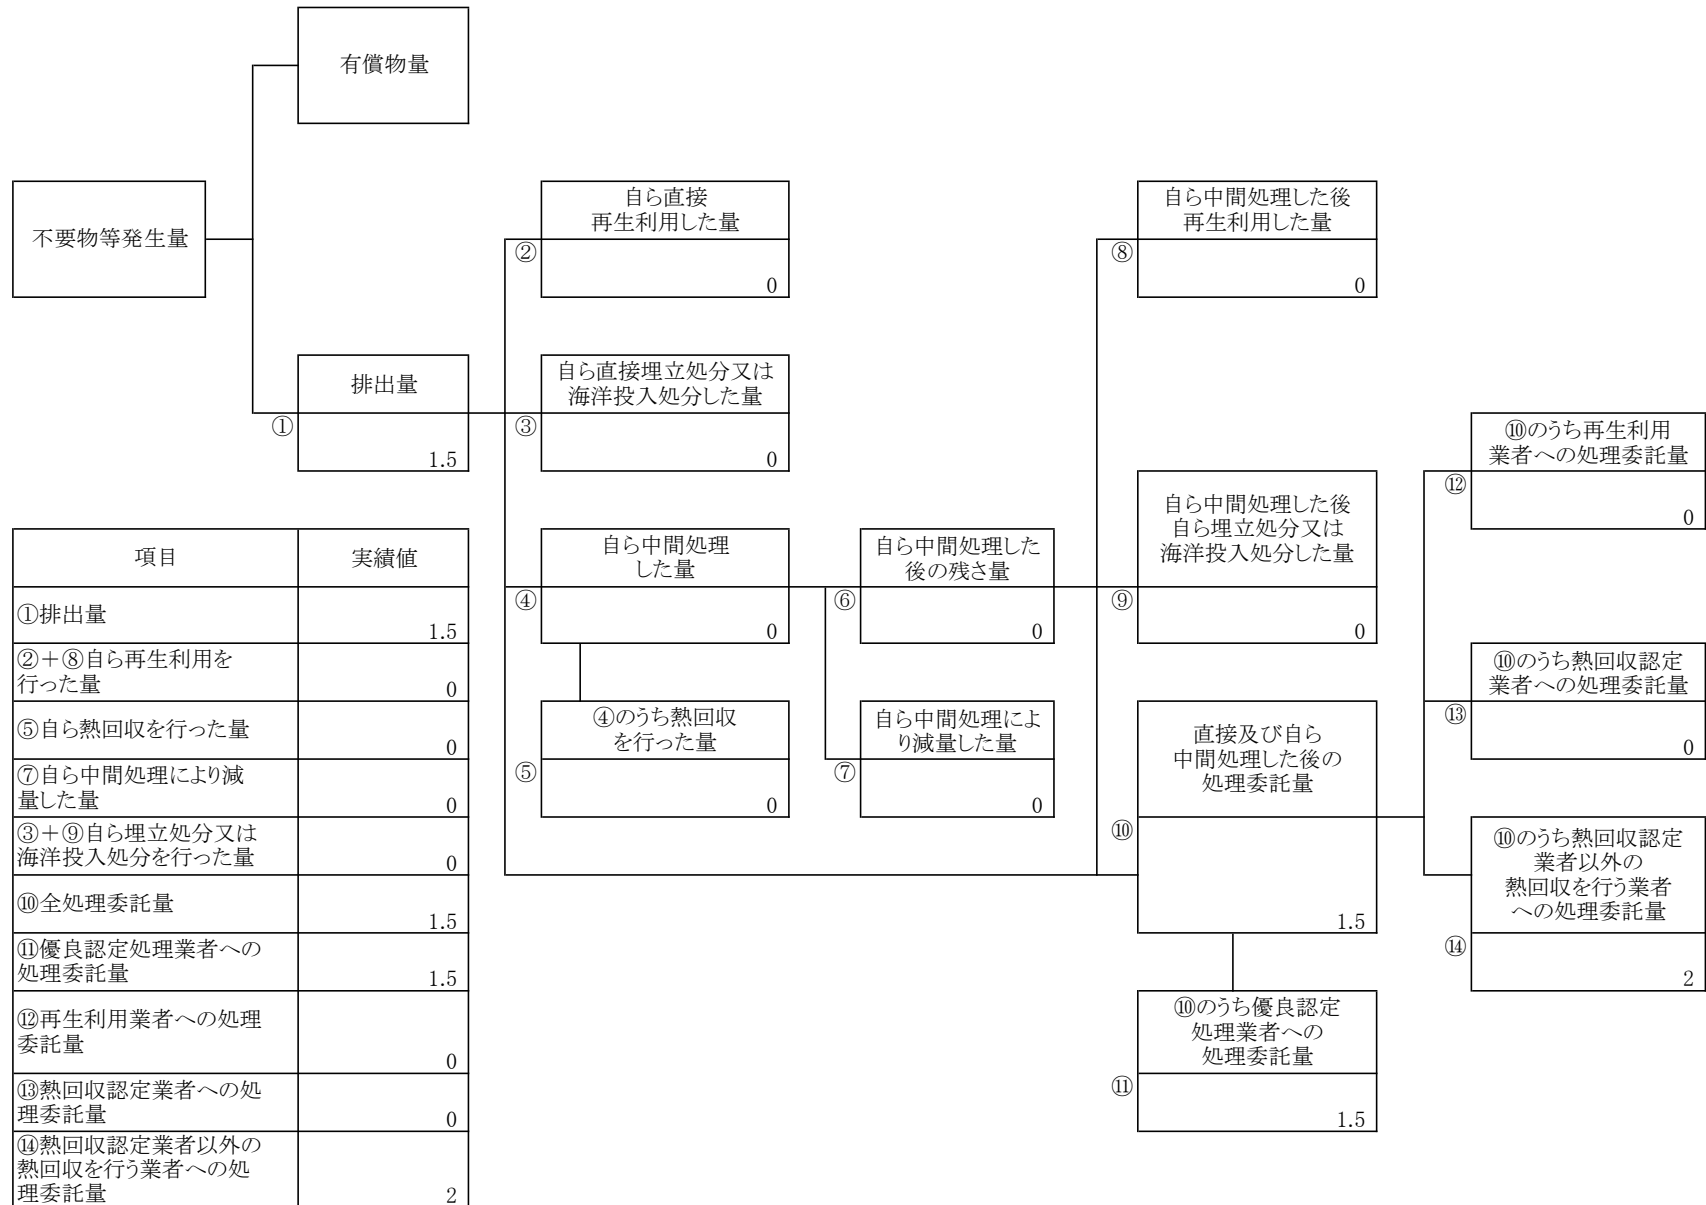 有償物量
不要物等発生量
自ら直接
再生利用した量
②
0
自ら中間処理した後
再生利用した量
⑧
0
排出量
①
1.5
自ら直接埋立処分又は
海洋投入処分した量
③
0
⑩のうち再生利用
業者への処理委託量
⑫
0
自ら中間処理
した量
④
0
自ら中間処理した
後の残さ量
⑥
0
自ら中間処理した後
自ら埋立処分又は
海洋投入処分した量
⑨
0
⑩のうち熱回収認定
業者への処理委託量
⑬
0
④のうち熱回収
を行った量
⑤
0
自ら中間処理によ
り減量した量
⑦
0
直接及び自ら
中間処理した後の
処理委託量
⑩
1.5
⑩のうち熱回収認定
業者以外の
熱回収を行う業者
への処理委託量
⑭
2
⑩のうち優良認定
処理業者への
処理委託量
⑪
1.5
項目 実績値
①排出量
1.5
②＋⑧自ら再生利用を
行った量 0
⑤自ら熱回収を行った量
0
⑦自ら中間処理により減
量した量 0
③＋⑨自ら埋立処分又は
海洋投入処分を行った量 0
⑩全処理委託量
1.5
⑪優良認定処理業者への
処理委託量 1.5
⑫再生利用業者への処理
委託量
0
⑬熱回収認定業者への処
理委託量 0
⑭熱回収認定業者以外の
熱回収を行う業者への処
理委託量 2